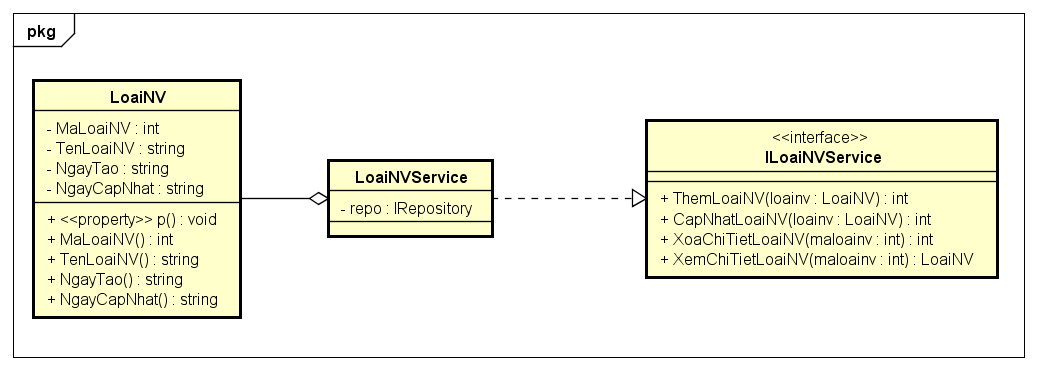 pkg
LoaiNV
- MaLoaiNV : int
- TenLoaiNV : string
- NgayTao : string
- NgayCapNhat : string
+ <<property>> p() : void
+ MaLoaiNV() : int
+ TenLoaiNV() : string
+ NgayTao() : string
+ NgayCapNhat() : string
LoaiNVService
- repo : IRepository
<<interface>>
ILoaiNVService
+ ThemLoaiNV(loainv : LoaiNV) : int
+ CapNhatLoaiNV(loainv : LoaiNV) : int
+ XoaChiTietLoaiNV(maloainv : int) : int
+ XemChiTietLoaiNV(maloainv : int) : LoaiNV